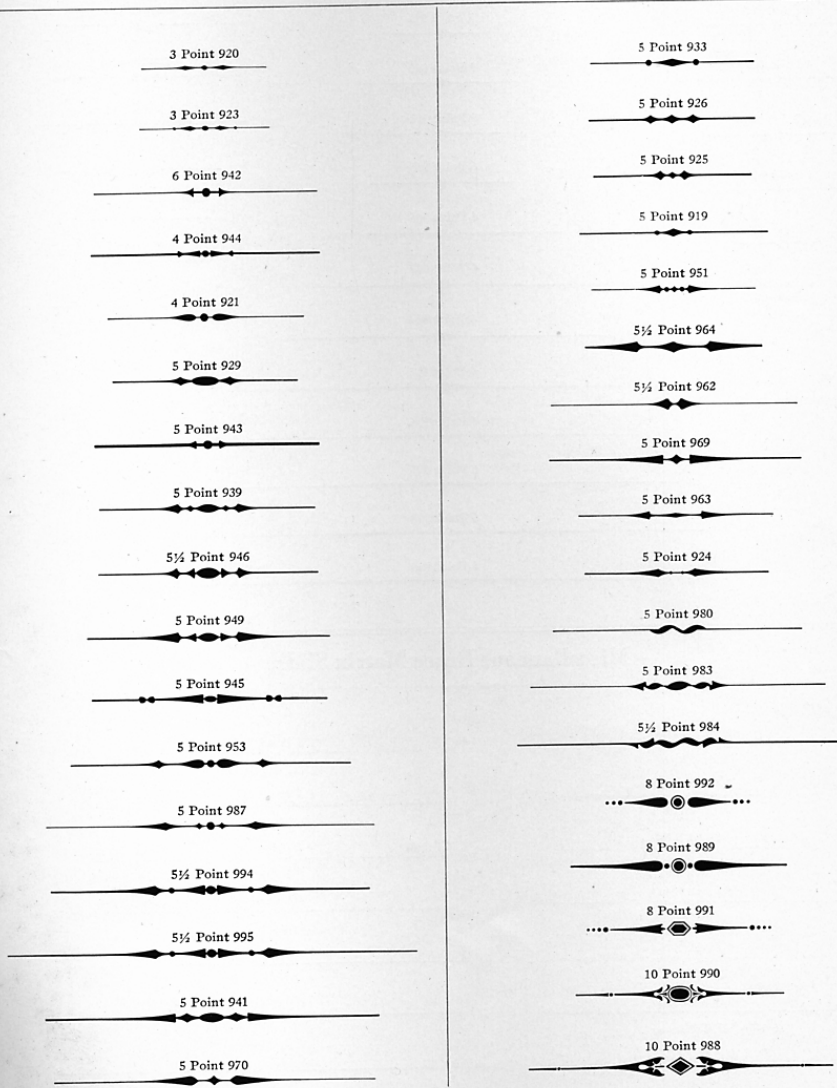 3 Point 920
3 Point 923
6 Point 942
4 Point 944
4 Point 921
5 Point 929
5 Point 943
5 Point 939
5½ Point 946
5 Point 949
5 Point 945
5 Point 953
5 Point 987
5½ Point 994
5½ Point 995
5 Point 941
5 Point 970
5 Point 933
5 Point 926
5 Point 925
5 Point 919
5 Point 951
5½ Point 964
5½ Point 962
5 Point 969
5 Point 963
5 Point 924
5 Point 980
5 Point 983
5½ Point 984
8 Point 992
8 Point 989
8 Point 991
10 Point 990
10 Point 988